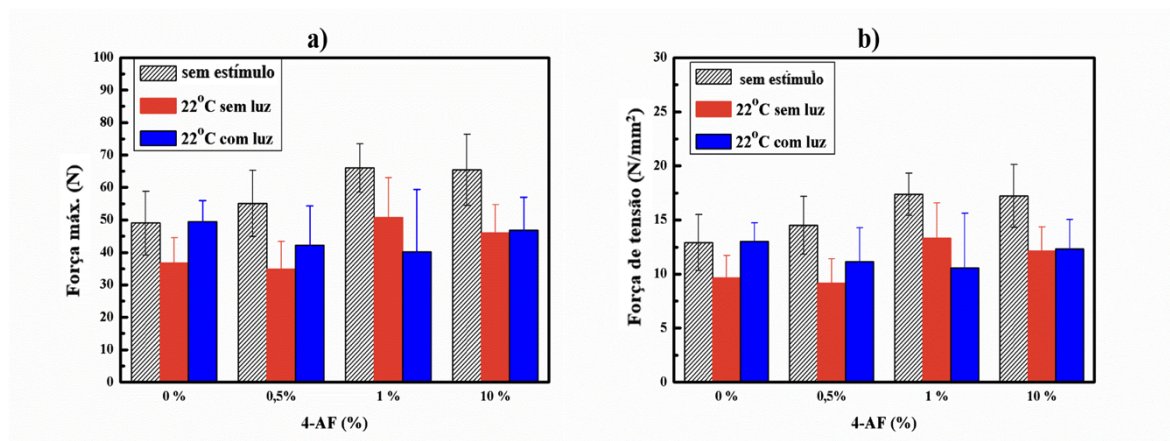 a)
100
90
80
70
60
50
40
30
20
10
0
Força máx. (N)
sem estímulo
22°C sem luz
22°C com luz
0 %
0,5%
1 %
10 %
4-AF (%)
b)
30
25
20
15
10
5
0
Força de tensão (N/mm²)
sem estímulo
22°C sem luz
22°C com luz
0 %
0,5%
1 %
10 %
4-AF (%)